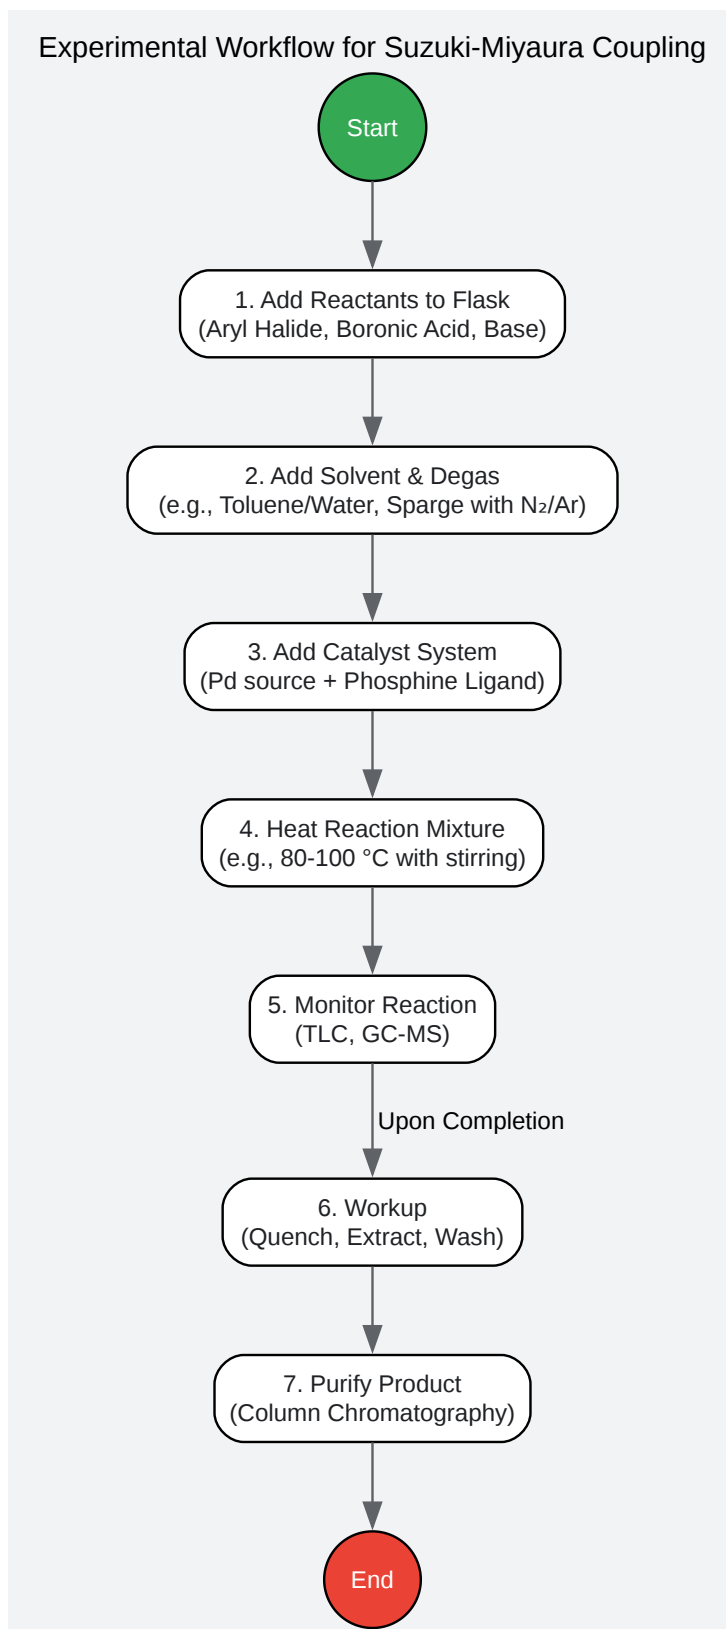 Experimental Workflow for Suzuki-Miyaura Coupling
Start
1. Add Reactants to Flask
(Aryl Halide, Boronic Acid, Base)
2. Add Solvent & Degas
(e.g., Toluene/Water, Sparge with N₂/Ar)
3. Add Catalyst System
(Pd source + Phosphine Ligand)
4. Heat Reaction Mixture
(e.g., 80-100 °C with stirring)
5. Monitor Reaction
(TLC, GC-MS)
Upon Completion
6. Workup
(Quench, Extract, Wash)
7. Purify Product
(Column Chromatography)
End